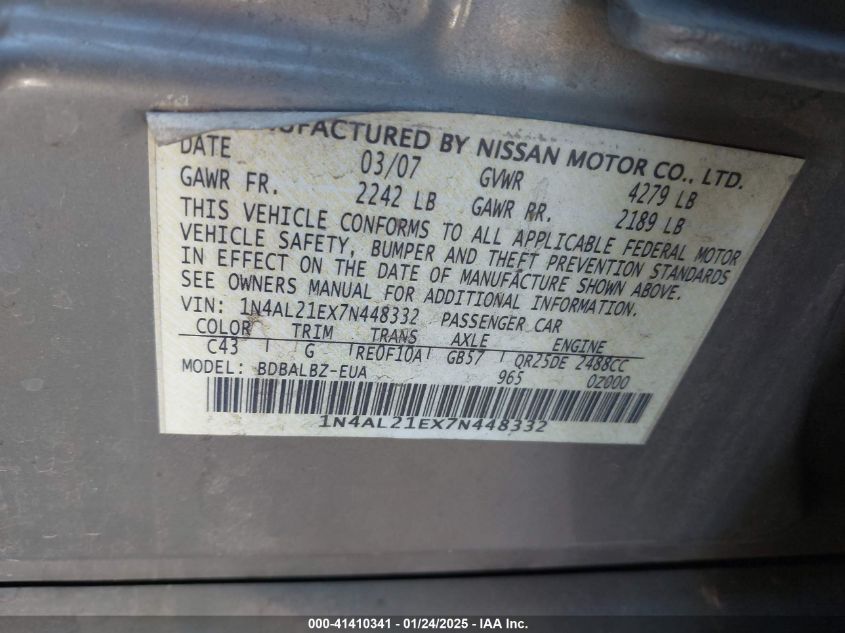 UFACTURED BY NISSAN MOTOR CO., LTD.
DATE 03/07 GVWR 4279 LB
GAWR FR. 2242 LB GAWR RR. 2189 LB
THIS VEHICLE CONFORMS TO ALL APPLICABLE FEDERAL MOTOR
VEHICLE SAFETY, BUMPER AND THEFT PREVENTION STANDARDS
IN EFFECT ON THE DATE OF MANUFACTURE SHOWN ABOVE.
SEE OWNERS MANUAL FOR ADDITIONAL INFORMATION.
VIN: 1N4AL21EX7N448332 PASSENGER CAR
COLOR TRIM TRANS AXLE ENGINE
C43 G RE0F10A GB57 QR25DE 2488CC
MODEL: BDBALBZ-EUA 965 0Z000
1N4AL21EX7N448332
000-41410341 - 01/24/2025 - IAA Inc.